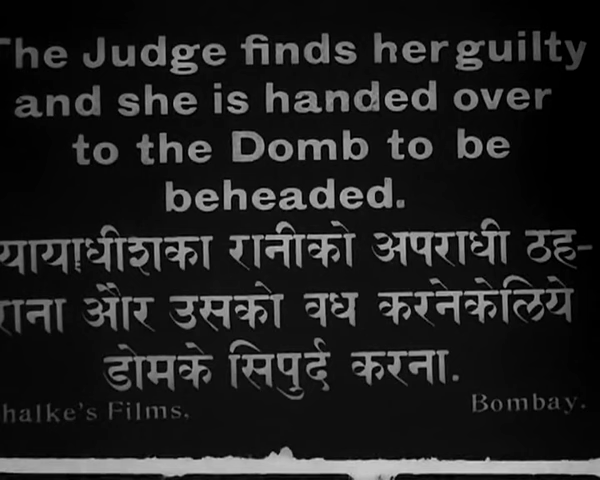 The Judge finds her guilty
and she is handed over
to the Domb to be
beheaded.
यायाधीशका रानीको अपराधी ठह-
राना और उसको वध करनेकेलिये
डोमके सिपुर्द करना.
halke's Films. Bombay.